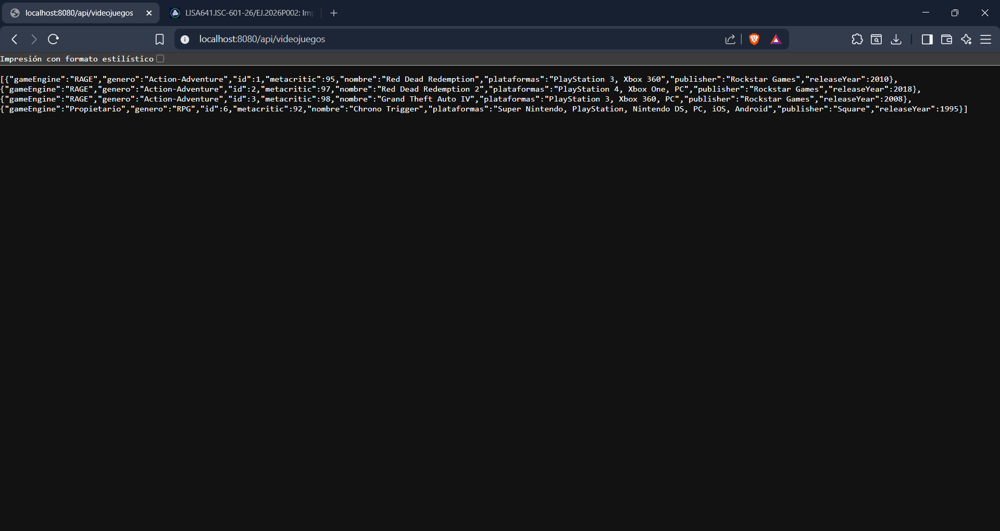 localhost:8080/api/videojuegos
LISA641.ISC-601-26/EJ.2026P002: Im
localhost:8080/api/videojuegos
Impresión con formato estilístico
[{"gameEngine":"RAGE","genero":"Action-Adventure","id":1,"metacritic":95,"nombre":"Red Dead Redemption","plataformas":"PlayStation 3, Xbox 360","publisher":"Rockstar Games","releaseYear":2010},
{"gameEngine":"RAGE","genero":"Action-Adventure","id":2,"metacritic":97,"nombre":"Red Dead Redemption 2","plataformas":"PlayStation 4, Xbox One, PC","publisher":"Rockstar Games","releaseYear":2018},
{"gameEngine":"RAGE","genero":"Action-Adventure","id":3,"metacritic":98,"nombre":"Grand Theft Auto IV","plataformas":"PlayStation 3, Xbox 360, PC","publisher":"Rockstar Games","releaseYear":2008},
{"gameEngine":"Propietario","genero":"RPG","id":6,"metacritic":92,"nombre":"Chrono Trigger","plataformas":"Super Nintendo, PlayStation, Nintendo DS, PC, iOS, Android","publisher":"Square","releaseYear":1995}]